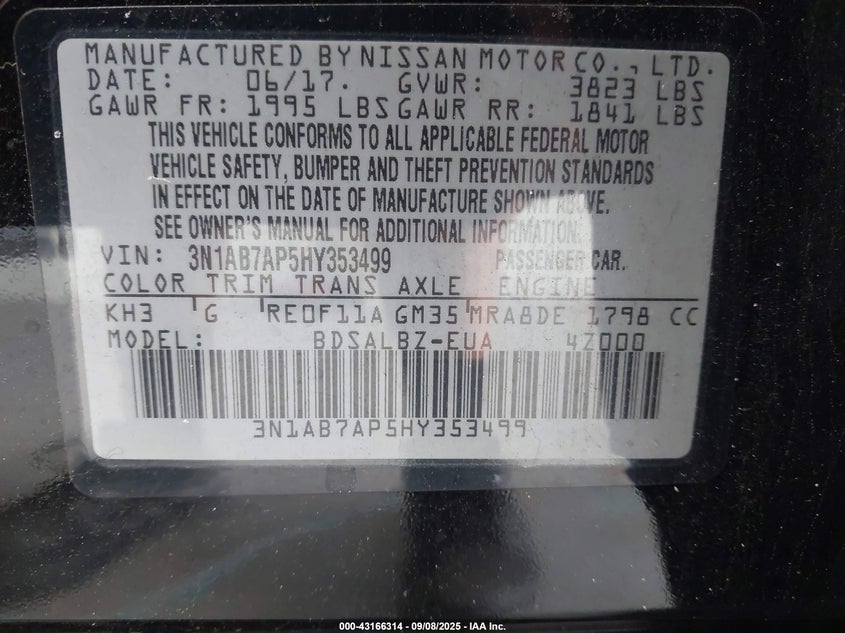 MANUFACTURED BY NISSAN MOTOR CO., LTD.
DATE: 06/17. GVWR: 3823 LBS
GAWR FR: 1995 LBS GAWR RR: 1841 LBS
THIS VEHICLE CONFORMS TO ALL APPLICABLE FEDERAL MOTOR
VEHICLE SAFETY, BUMPER AND THEFT PREVENTION STANDARDS
IN EFFECT ON THE DATE OF MANUFACTURE SHOWN ABOVE.
SEE OWNER'S MANUAL FOR ADDITIONAL INFORMATION.
VIN: 3N1AB7AP5HY353499 PASSENGER CAR.
COLOR TRIM TRANS AXLE ENGINE
KH3 G RE0F11A GM35 MRA8DE 1798 CC
MODEL: BDSALBZ-EUA 4Z000
3N1AB7AP5HY353499
000-43166314 - 09/08/2025 - IAA Inc.